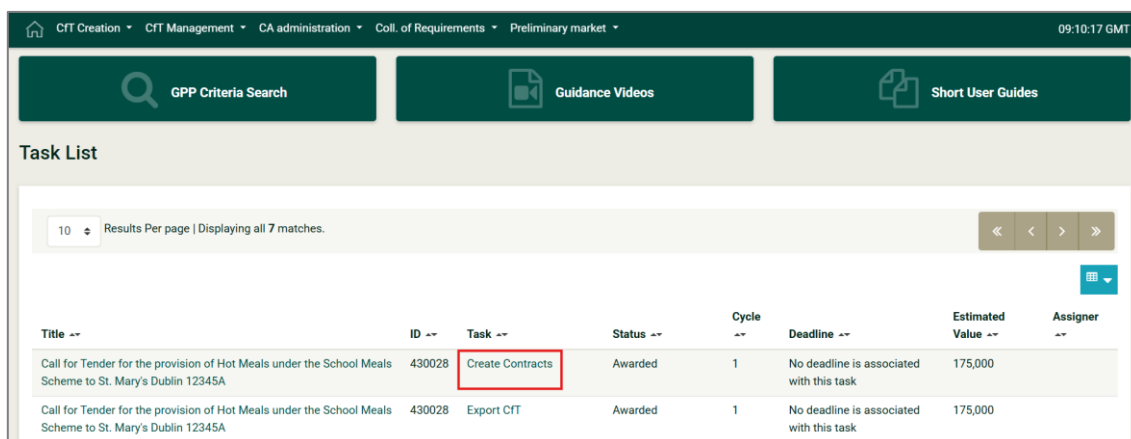 CfT Creation CfT Management CA administration Coll. of Requirements Preliminary market 09:10:17 GMT
GPP Criteria Search Guidance Videos Short User Guides
Task List
10 Results Per page | Displaying all 7 matches.
« < > »
Title ID Task Status Cycle Deadline Estimated Value Assigner
Call for Tender for the provision of Hot Meals under the School Meals 430028 Create Contracts Awarded 1 No deadline is associated 175,000
Scheme to St. Mary's Dublin 12345A with this task
Call for Tender for the provision of Hot Meals under the School Meals 430028 Export CfT Awarded 1 No deadline is associated 175,000
Scheme to St. Mary's Dublin 12345A with this task